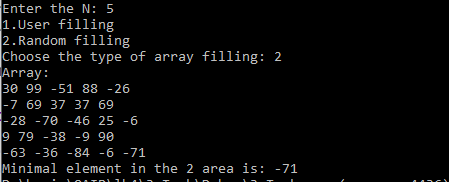 Enter the N: 5
1.User filling
2.Random filling
Choose the type of array filling: 2
Array:
30 99 -51 88 -26
-7 69 37 37 69
-28 -70 -46 25 -6
9 79 -38 -9 90
-63 -36 -84 -6 -71
Minimal element in the 2 area is: -71